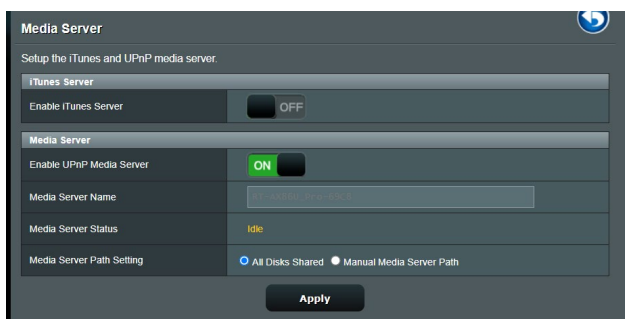 Media Server
Setup the iTunes and UPnP media server.
iTunes Server
Enable iTunes Server OFF
Media Server
Enable UPnP Media Server ON
Media Server Name
Media Server Status Idle
Media Server Path Setting All Disks Shared Manual Media Server Path
Apply